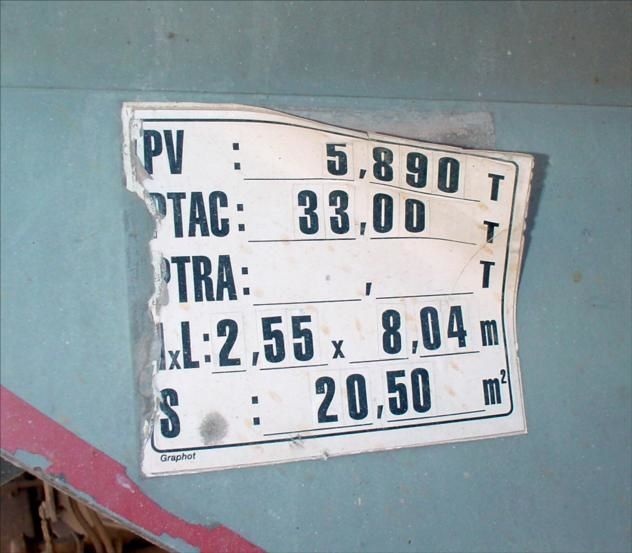 PV : 5,890 T
PTAC: 33,00 T
PTRA: , T
lxL: 2,55 x 8,04 m
S : 20,50 m²
Graphot